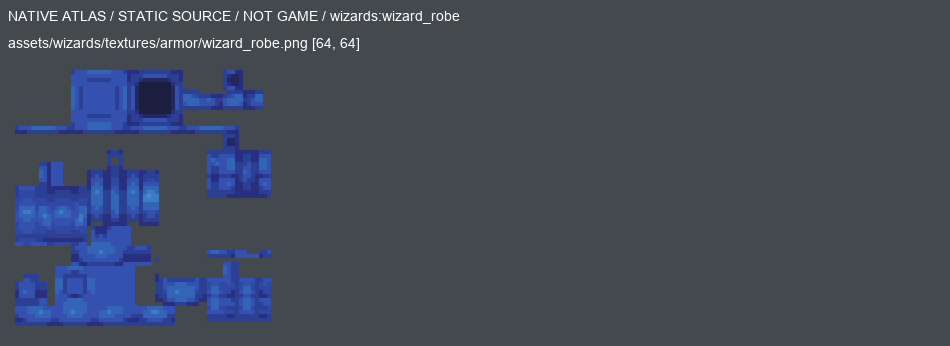 NATIVE ATLAS / STATIC SOURCE / NOT GAME / wizards:wizard_robe
assets/wizards/textures/armor/wizard_robe.png [64, 64]